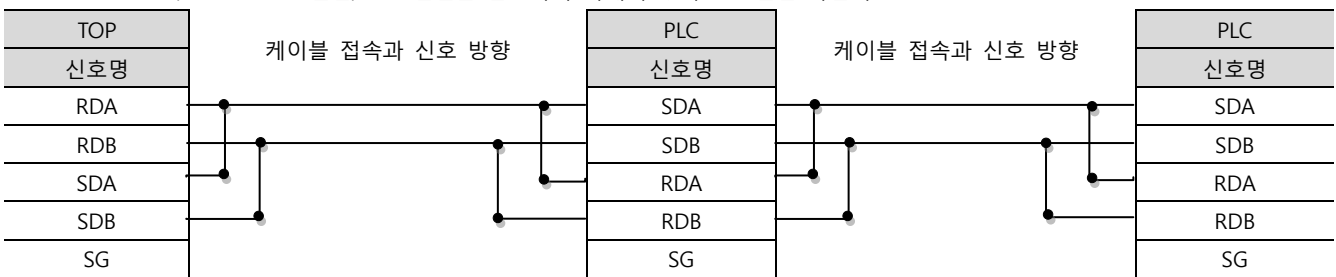 TOP 케이블 접속과 신호 방향 PLC 케이블 접속과 신호 방향 PLC
신호명 신호명 신호명
RDA SDA SDA
RDB SDB SDB
SDA RDA RDA
SDB RDB RDB
SG SG SG